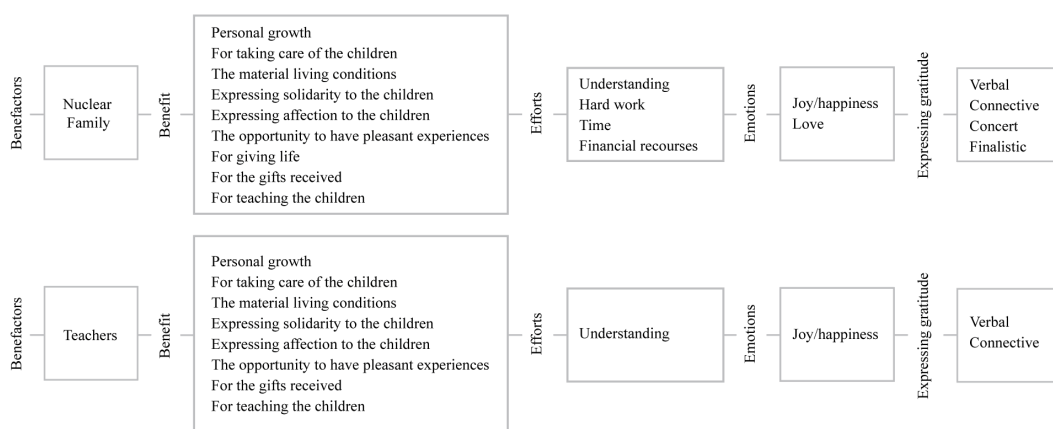 Benefactors
Nuclear
Family
Benefit
Personal growth
For taking care of the children
The material living conditions
Expressing solidarity to the children
Expressing affection to the children
The opportunity to have pleasant experiences
For giving life
For the gifts received
For teaching the children
Efforts
Understanding
Hard work
Time
Financial recourses
Emotions
Joy/happiness
Love
Expressing gratitude
Verbal
Connective
Concert
Finalistic
Benefactors
Teachers
Benefit
Personal growth
For taking care of the children
The material living conditions
Expressing solidarity to the children
Expressing affection to the children
The opportunity to have pleasant experiences
For the gifts received
For teaching the children
Efforts
Understanding
Emotions
Joy/happiness
Expressing gratitude
Verbal
Connective